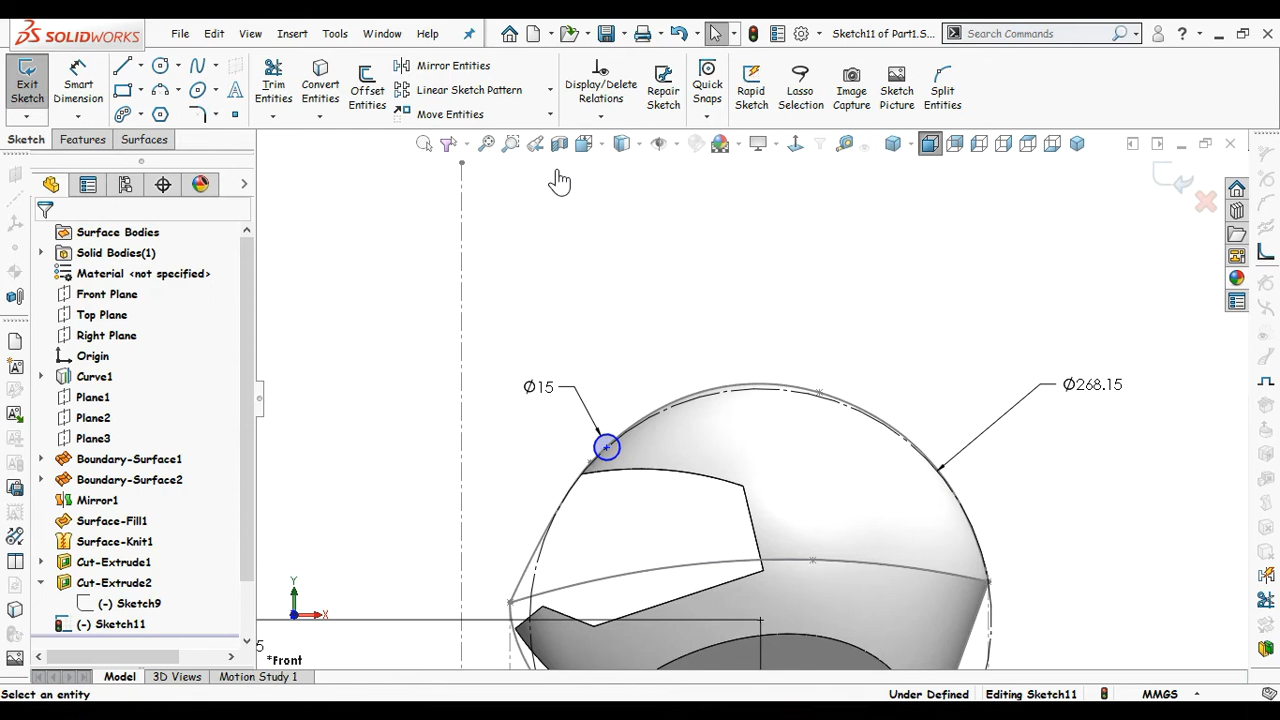 SOLIDWORKS
File Edit View Insert Tools Window Help
Sketch11 of Part1.S...
Search Commands
Exit Sketch
Smart Dimension
Trim Entities
Convert Entities
Offset Entities
Mirror Entities
Linear Sketch Pattern
Move Entities
Display/Delete Relations
Repair Sketch
Quick Snaps
Rapid Sketch
Lasso Selection
Image Capture
Sketch Picture
Split Entities
Sketch Features Surfaces
Surface Bodies
Solid Bodies(1)
Material <not specified>
Front Plane
Top Plane
Right Plane
Origin
Curve1
Plane1
Plane2
Plane3
Boundary-Surface1
Boundary-Surface2
Mirror1
Surface-Fill1
Surface-Knit1
Cut-Extrude1
Cut-Extrude2
(-) Sketch9
(-) Sketch11
Ø15
Ø268.15
Y
X
5
*Front
Model 3D Views Motion Study 1
Select an entity
Under Defined Editing Sketch11 MMGS